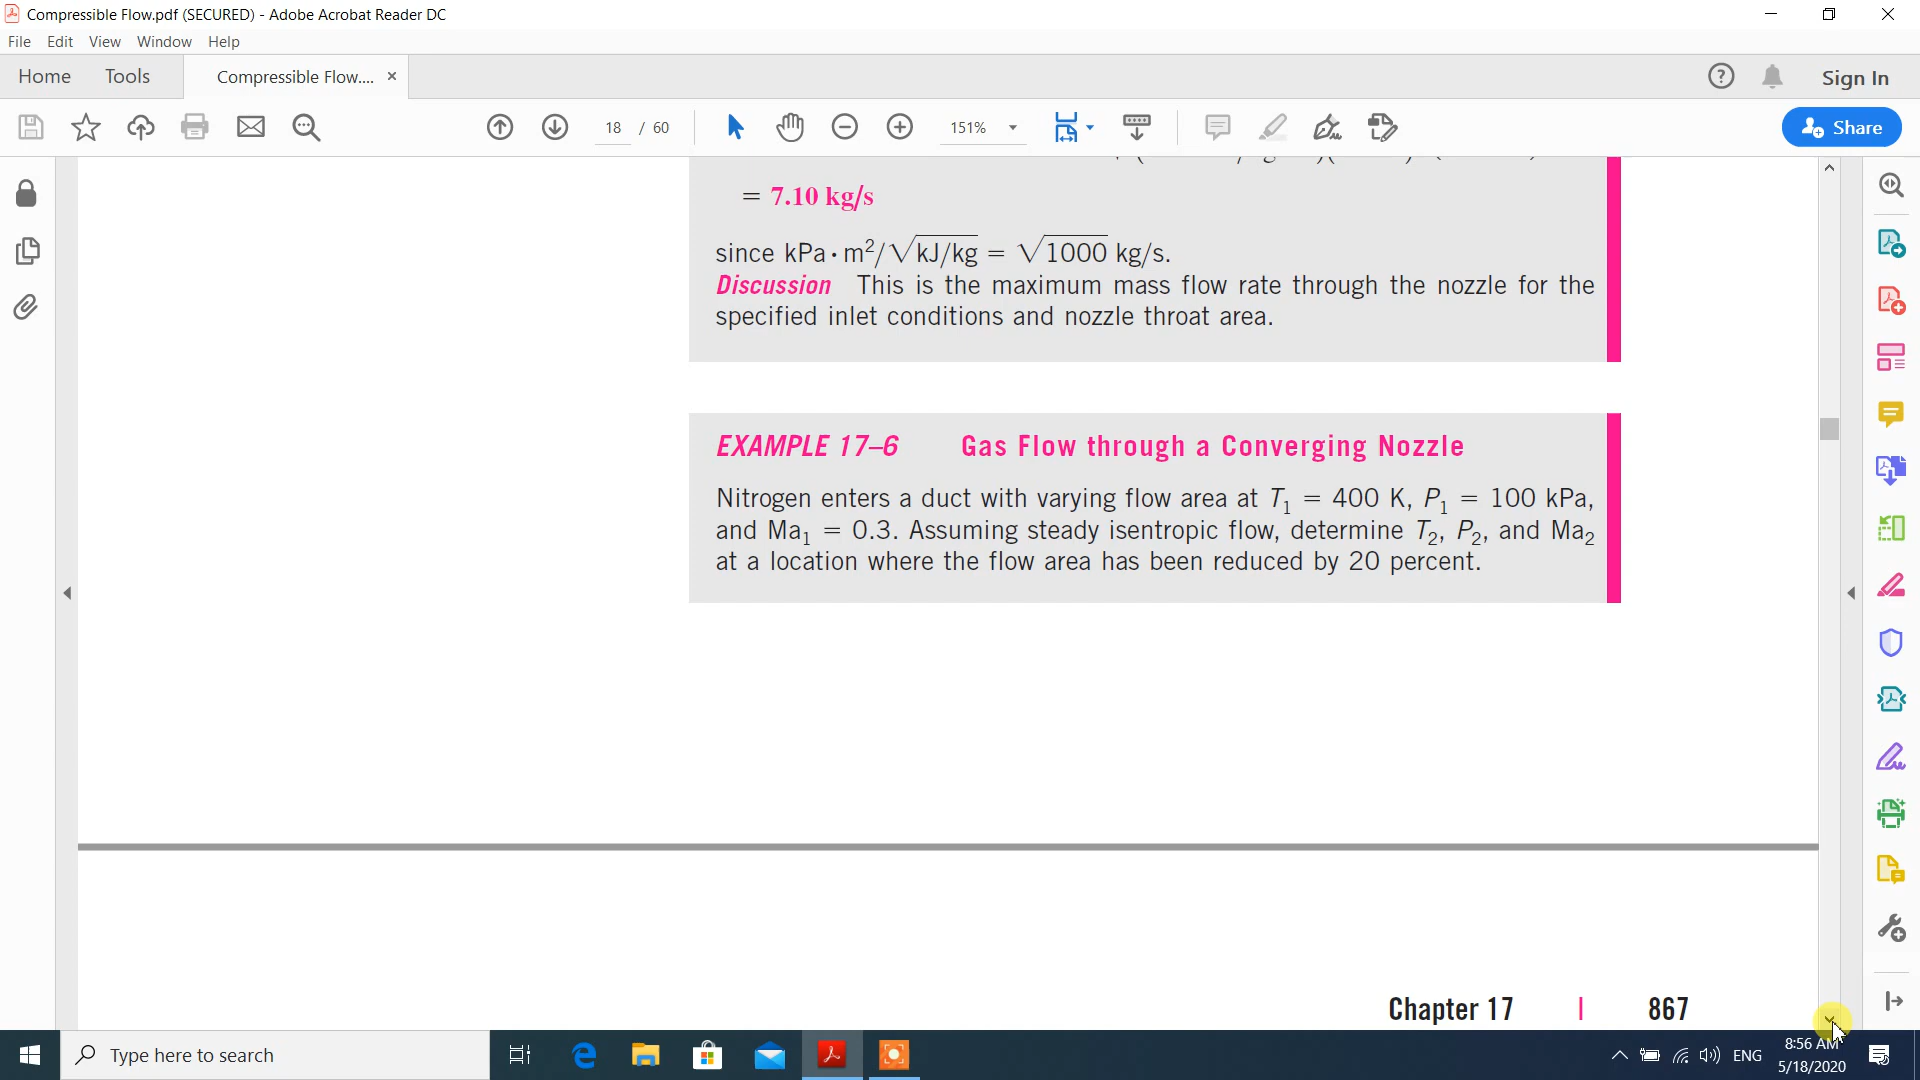 Compressible Flow.pdf (SECURED) - Adobe Acrobat Reader DC
File Edit View Window Help
Home Tools Compressible Flow.... × Sign In
18 / 60 151% Share
= 7.10 kg/s
since kPa · m²/√kJ/kg = √1000 kg/s.
Discussion This is the maximum mass flow rate through the nozzle for the
specified inlet conditions and nozzle throat area.
EXAMPLE 17–6 Gas Flow through a Converging Nozzle
Nitrogen enters a duct with varying flow area at T₁ = 400 K, P₁ = 100 kPa,
and Ma₁ = 0.3. Assuming steady isentropic flow, determine T₂, P₂, and Ma₂
at a location where the flow area has been reduced by 20 percent.
Chapter 17 | 867
Type here to search
ENG
8:56 AM
5/18/2020